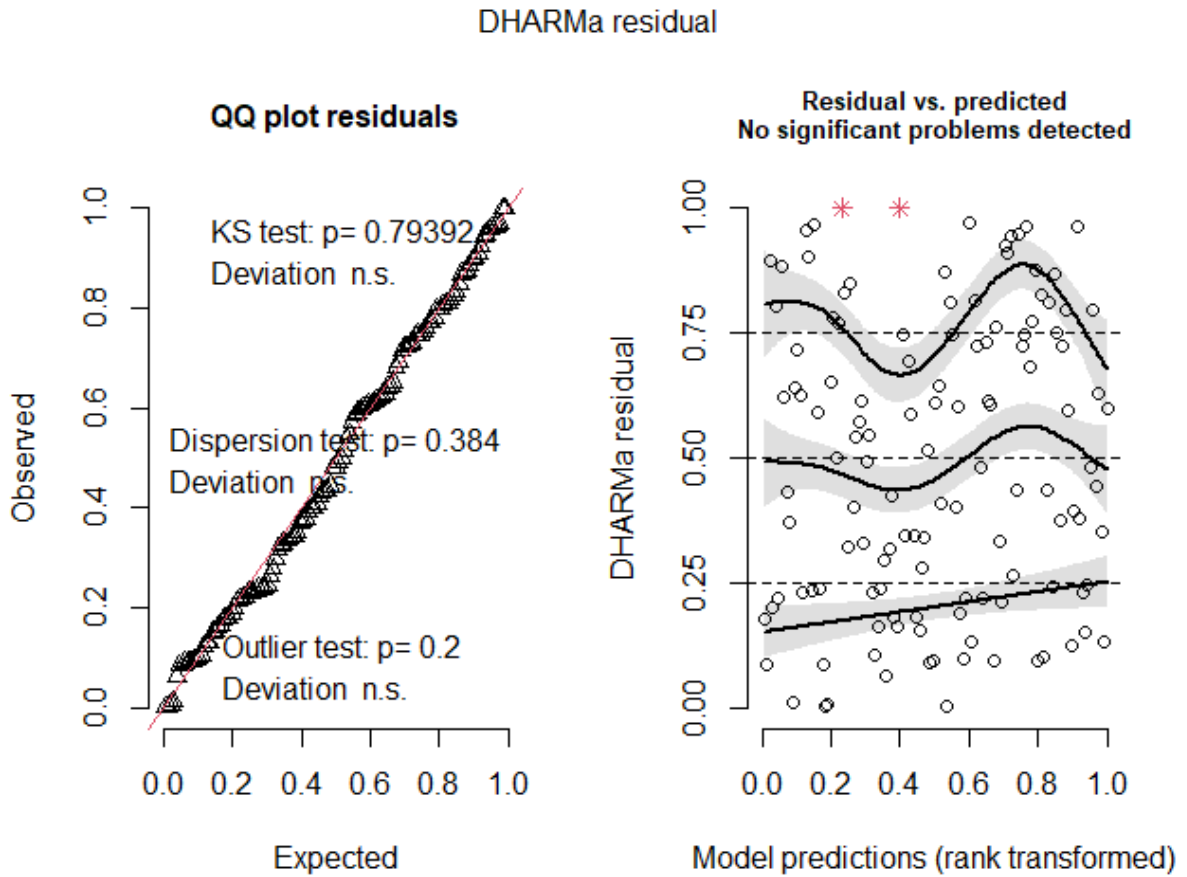 DHARMa residual
QQ plot residuals
KS test: p= 0.79392
Deviation n.s.
Dispersion test: p= 0.384
Deviation n.s.
Outlier test: p= 0.2
Deviation n.s.
Observed
0.0 0.2 0.4 0.6 0.8 1.0
0.0 0.2 0.4 0.6 0.8 1.0
Expected
Residual vs. predicted
No significant problems detected
DHARMa residual
0.00 0.25 0.50 0.75 1.00
0.0 0.2 0.4 0.6 0.8 1.0
Model predictions (rank transformed)